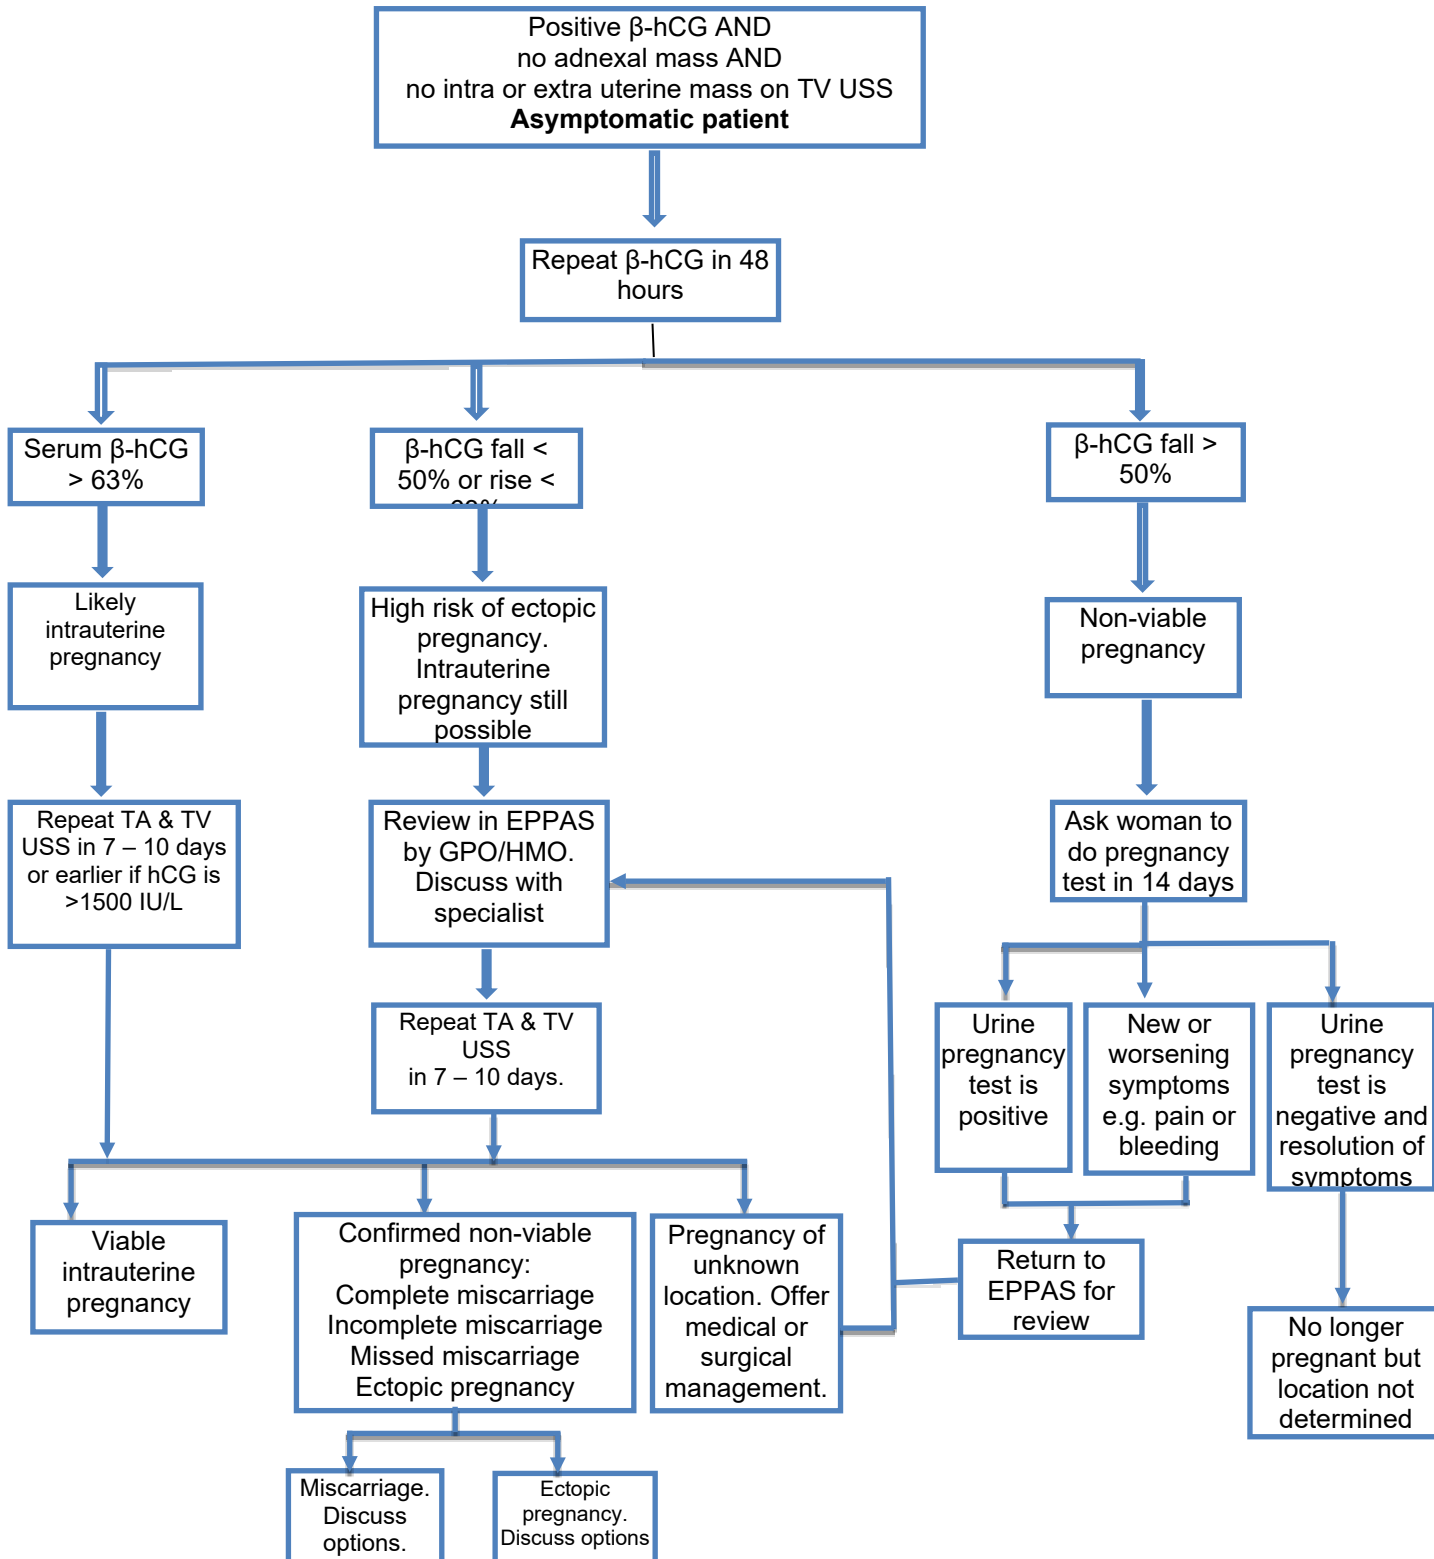 Positive β-hCG AND
no adnexal mass AND
no intra or extra uterine mass on TV USS
Asymptomatic patient
Repeat β-hCG in 48
hours
Serum β-hCG
> 63%
β-hCG fall <
50% or rise <
β-hCG fall >
50%
Likely
intrauterine
pregnancy
High risk of ectopic
pregnancy.
Intrauterine
pregnancy still
possible
Non-viable
pregnancy
Repeat TA & TV
USS in 7 – 10 days
or earlier if hCG is
>1500 IU/L
Review in EPPAS
by GPO/HMO.
Discuss with
specialist
Ask woman to
do pregnancy
test in 14 days
Repeat TA & TV
USS
in 7 – 10 days.
Urine
pregnancy
test is
positive
New or
worsening
symptoms
e.g. pain or
bleeding
Urine
pregnancy
test is
negative and
resolution of
symptoms
Viable
intrauterine
pregnancy
Confirmed non-viable
pregnancy:
Complete miscarriage
Incomplete miscarriage
Missed miscarriage
Ectopic pregnancy
Pregnancy of
unknown
location. Offer
medical or
surgical
management.
Return to
EPPAS for
review
No longer
pregnant but
location not
determined
Miscarriage.
Discuss
options.
Ectopic
pregnancy.
Discuss options